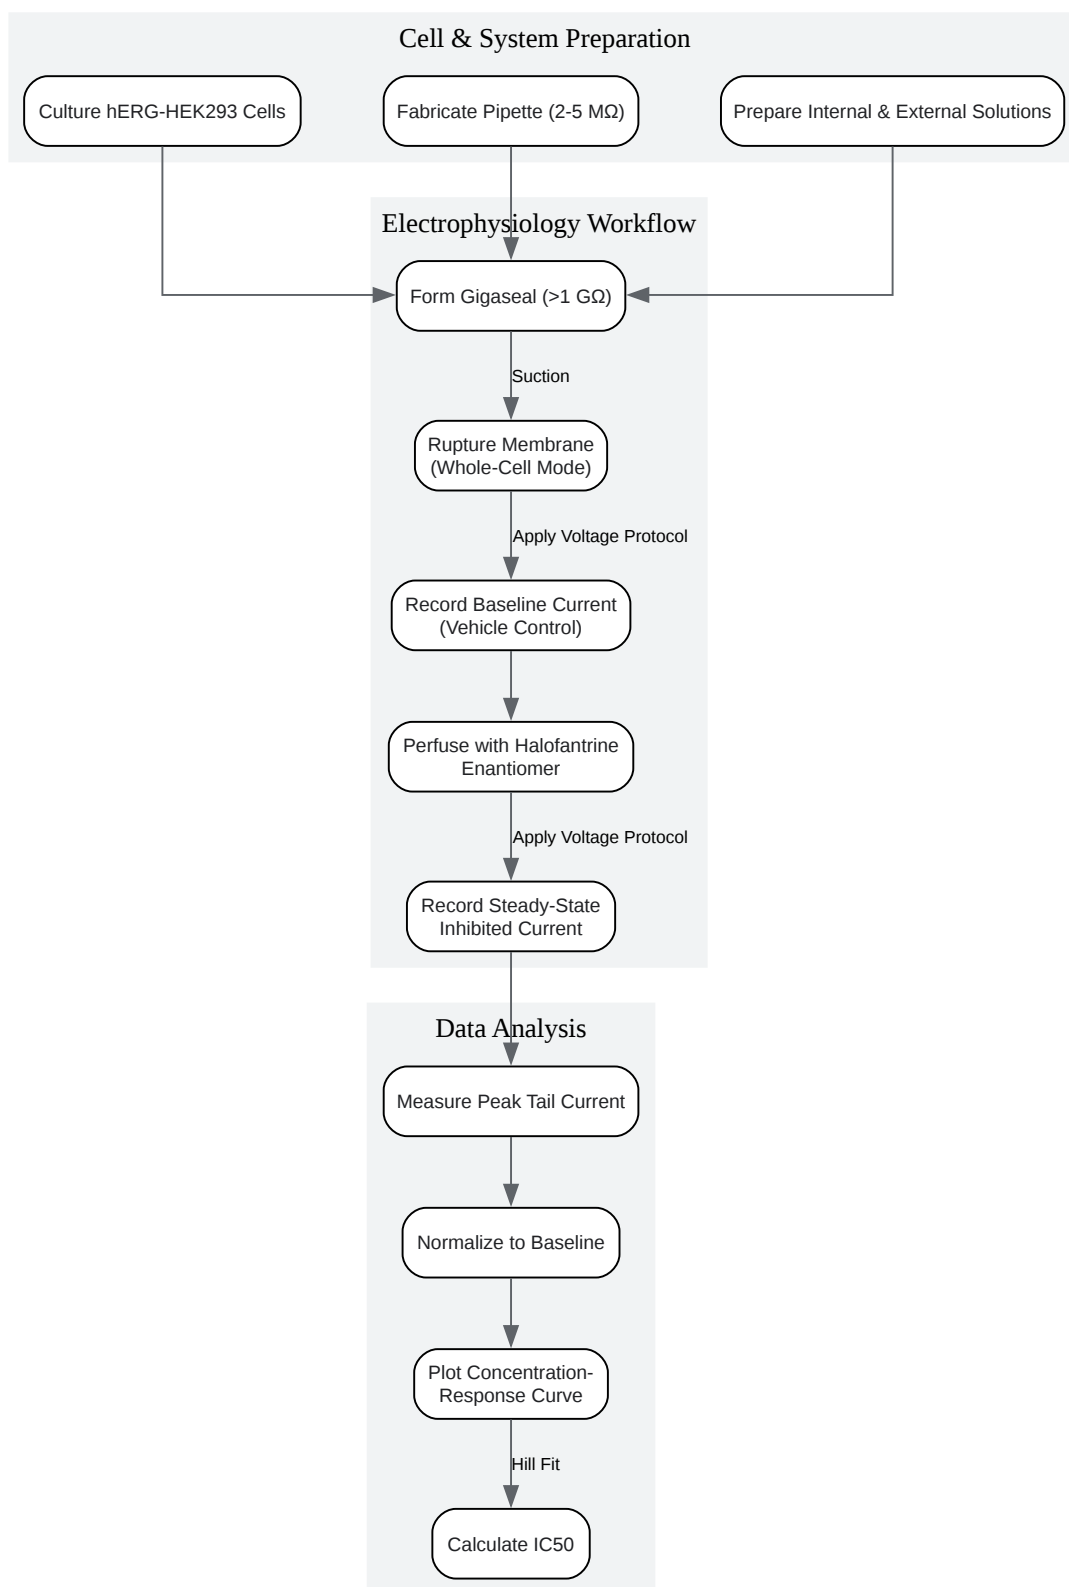 Cell & System Preparation
Culture hERG-HEK293 Cells
Fabricate Pipette (2-5 MΩ)
Prepare Internal & External Solutions
Electrophysiology Workflow
Form Gigaseal (>1 GΩ)
Suction
Rupture Membrane
(Whole-Cell Mode)
Apply Voltage Protocol
Record Baseline Current
(Vehicle Control)
Perfuse with Halofantrine
Enantiomer
Apply Voltage Protocol
Record Steady-State
Inhibited Current
Data Analysis
Measure Peak Tail Current
Normalize to Baseline
Plot Concentration-
Response Curve
Hill Fit
Calculate IC50